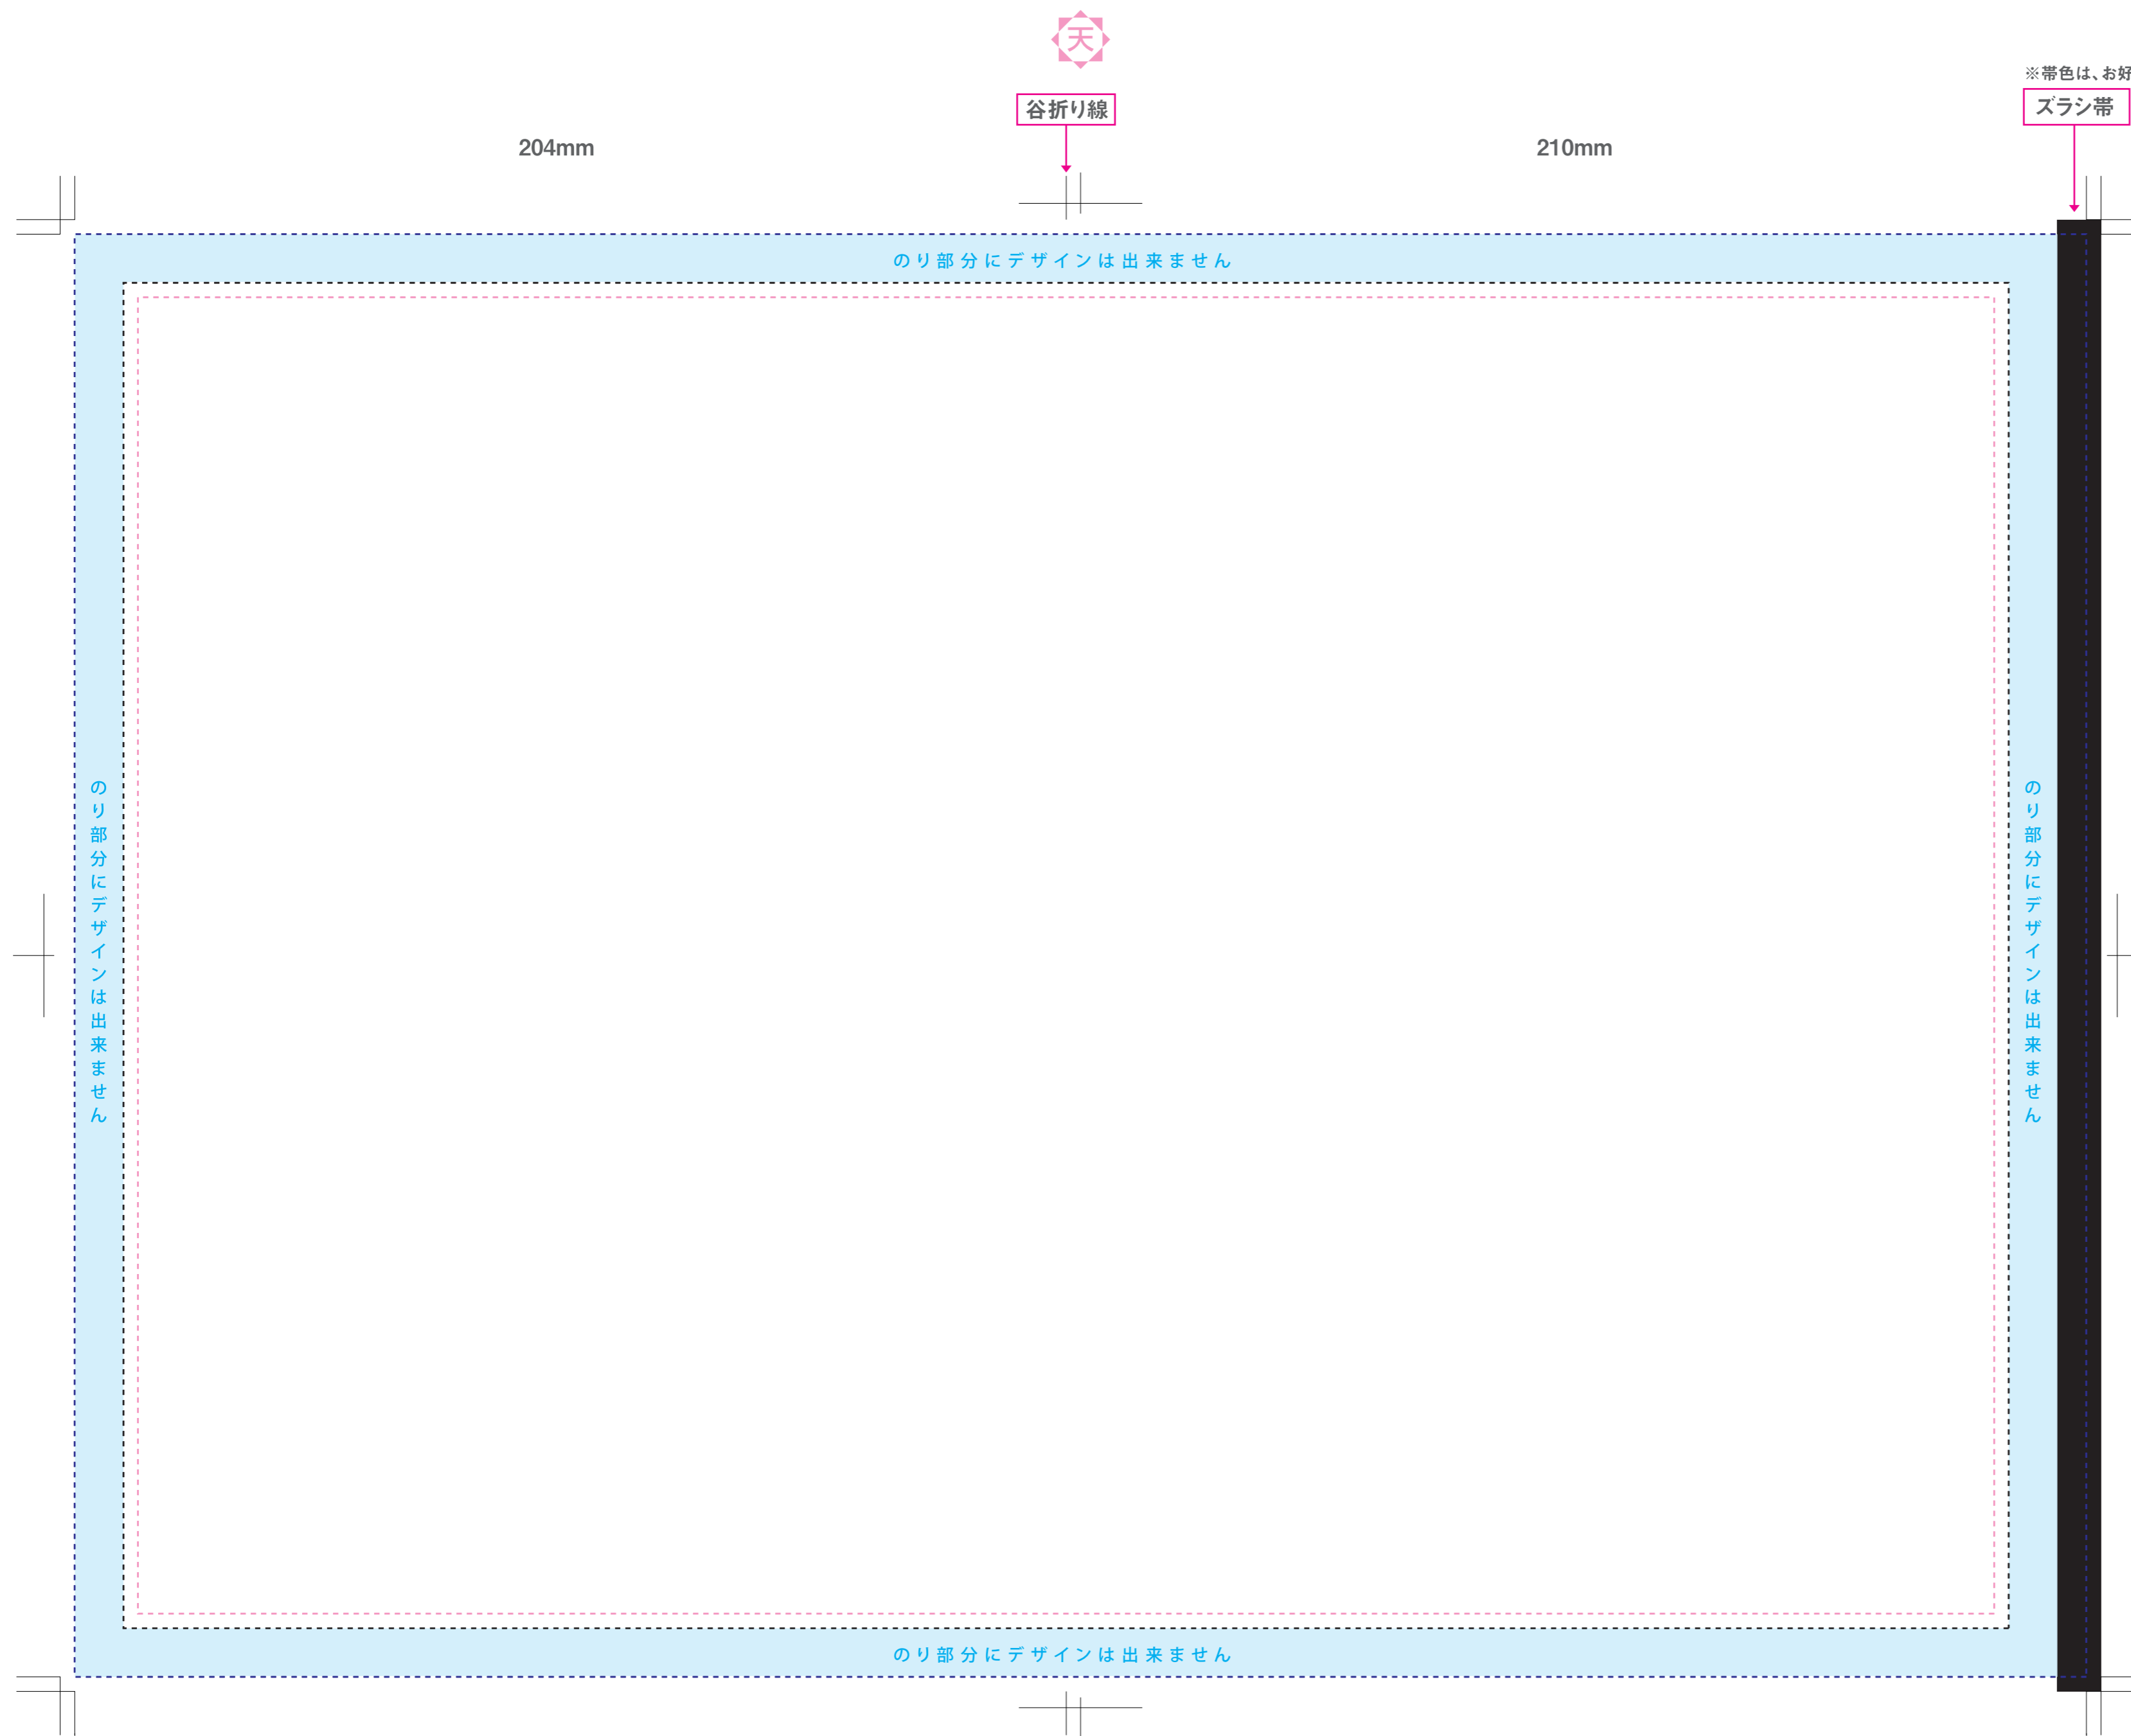 天
※帯色は、お好
谷折り線
ズラシ帯
204mm
210mm
のり部分にデザインは出来ません
のり部分にデザインは出来ません
のり部分にデザインは出来ません
のり部分にデザインは出来ません